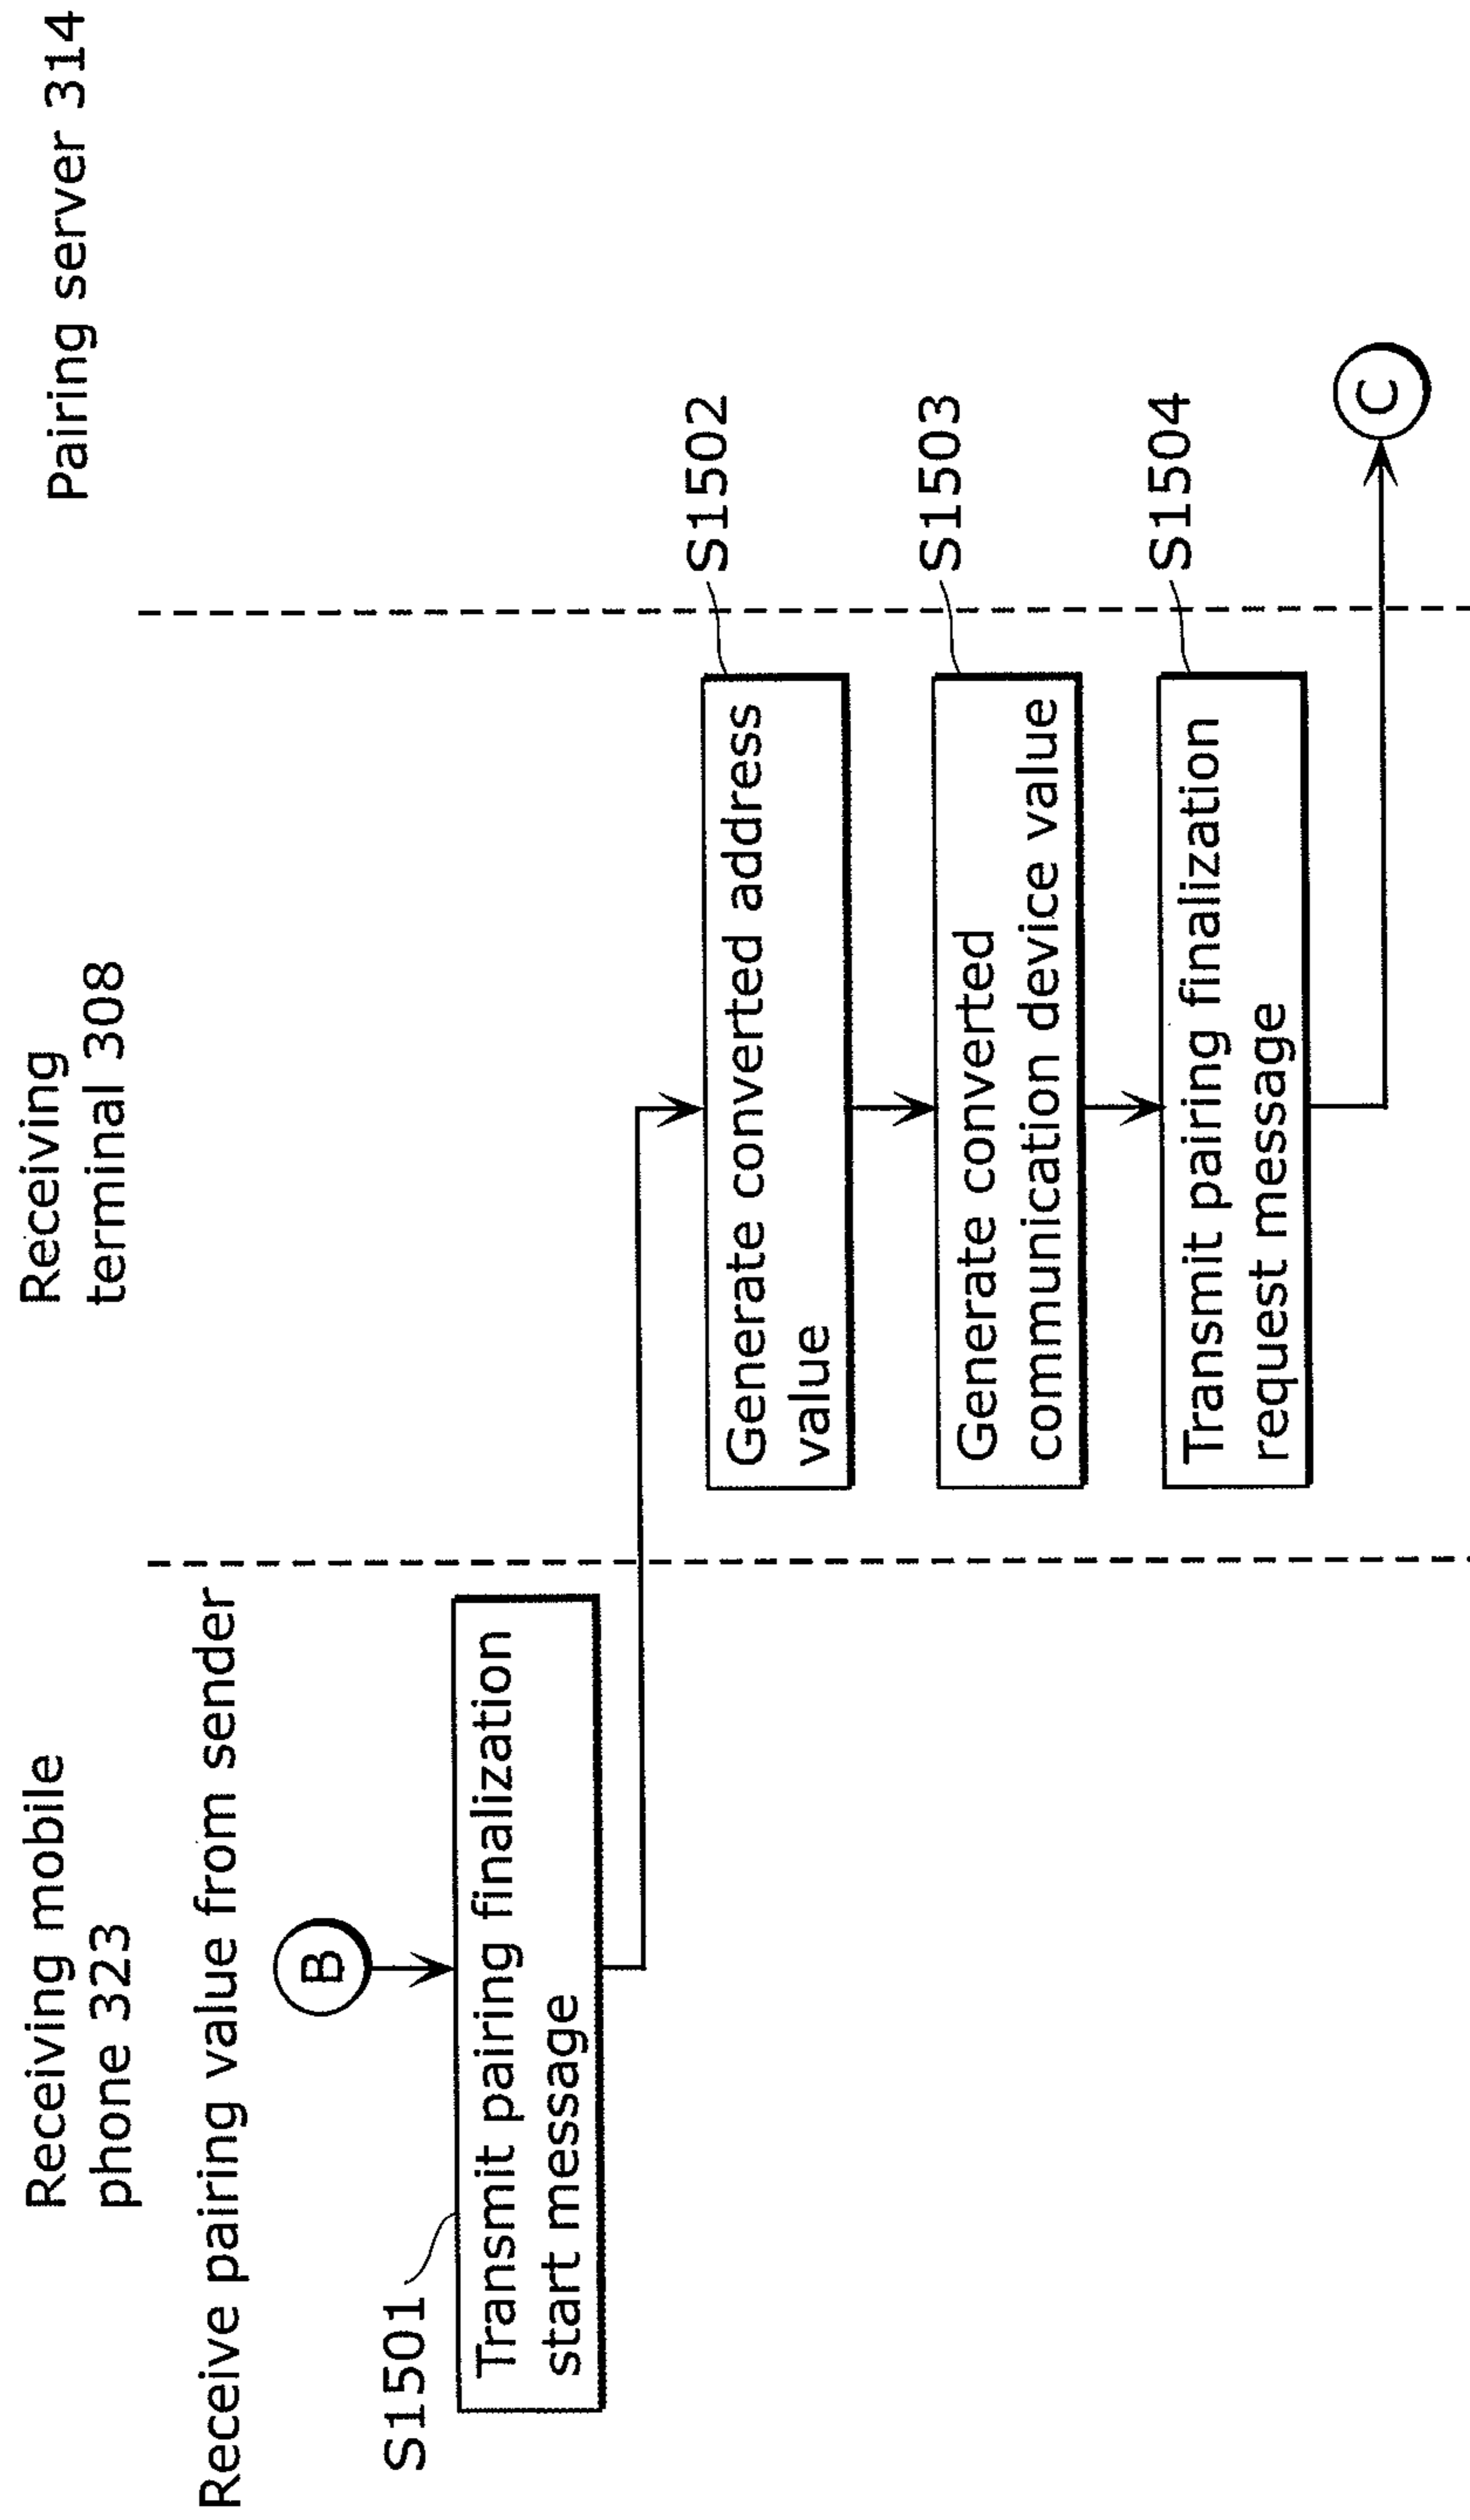 Receiving mobile
phone 323
Receiving
terminal 308
Pairing server 314
Receive pairing value from sender
B
S1501
Transmit pairing finalization
start message
S1502
Generate converted address
value
S1503
Generate converted
communication device value
S1504
Transmit pairing finalization
request message
C